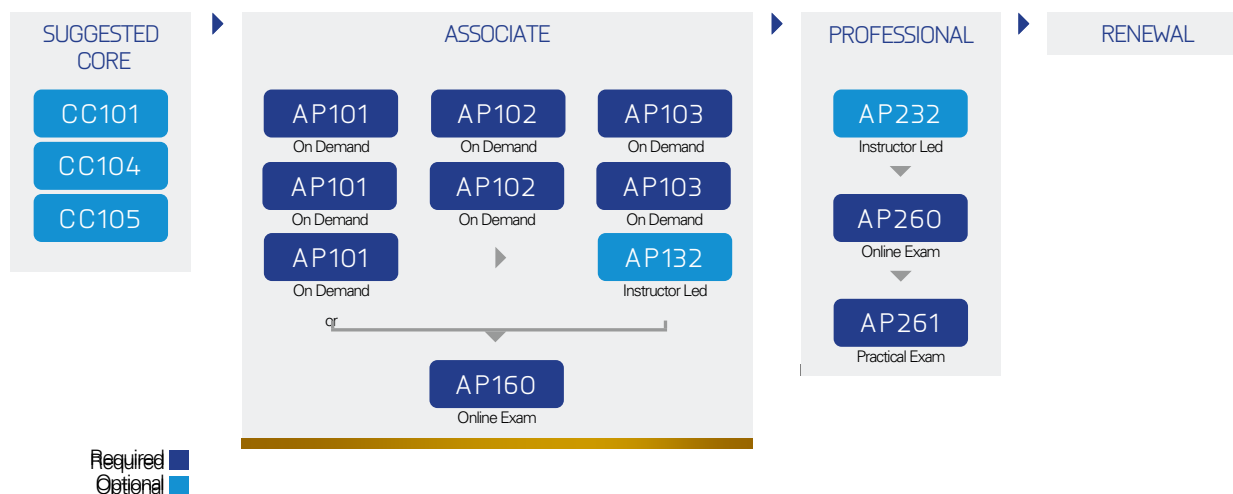 SUGGESTED
CORE
CC101
CC104
CC105
ASSOCIATE
AP101
On Demand
AP102
On Demand
AP103
On Demand
AP101
On Demand
AP102
On Demand
AP103
On Demand
AP101
On Demand
AP132
Instructor Led
or
AP160
Online Exam
PROFESSIONAL
AP232
Instructor Led
AP260
Online Exam
AP261
Practical Exam
RENEWAL
Required
Optional